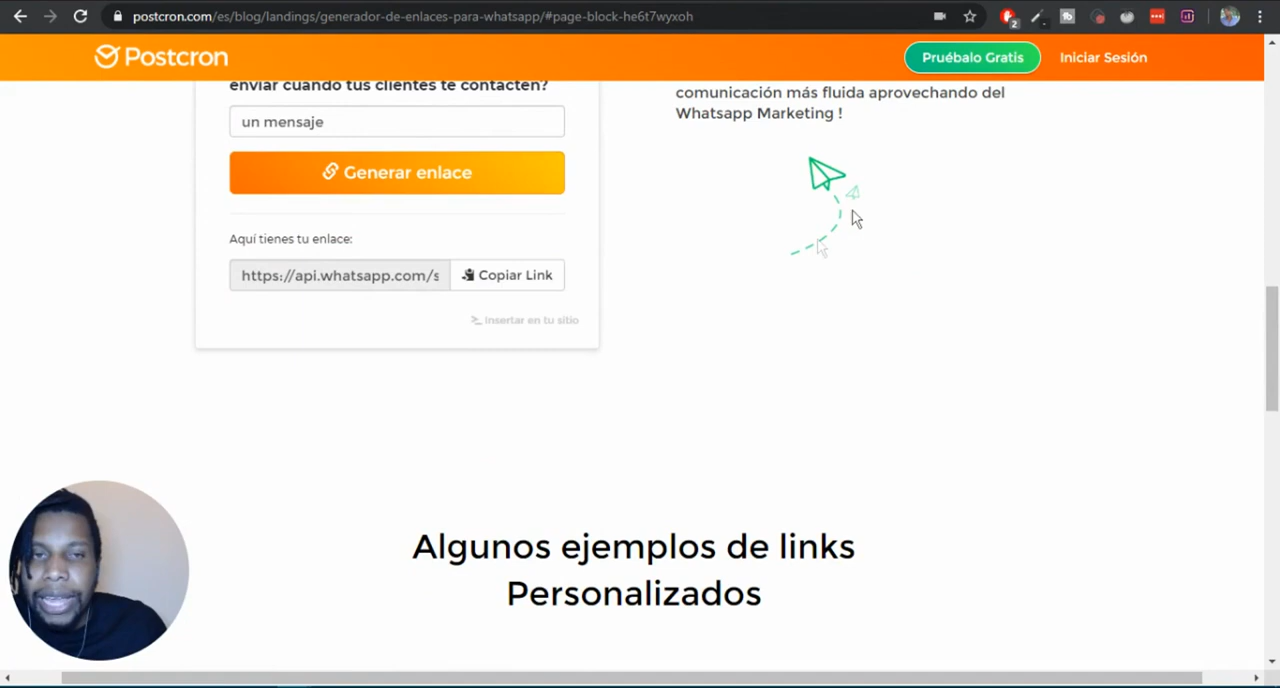 postcron.com/es/blog/landings/generador-de-enlaces-para-whatsapp/#page-block-he6t7wyxoh
2
Postcron
Pruébalo Gratis
Iniciar Sesión
enviar cuando tus clientes te contacten?
un mensaje
Generar enlace
Aquí tienes tu enlace:
https://api.whatsapp.com/s
Copiar Link
Insertar en tu sitio
comunicación más fluida aprovechando del
Whatsapp Marketing !
Algunos ejemplos de links
Personalizados